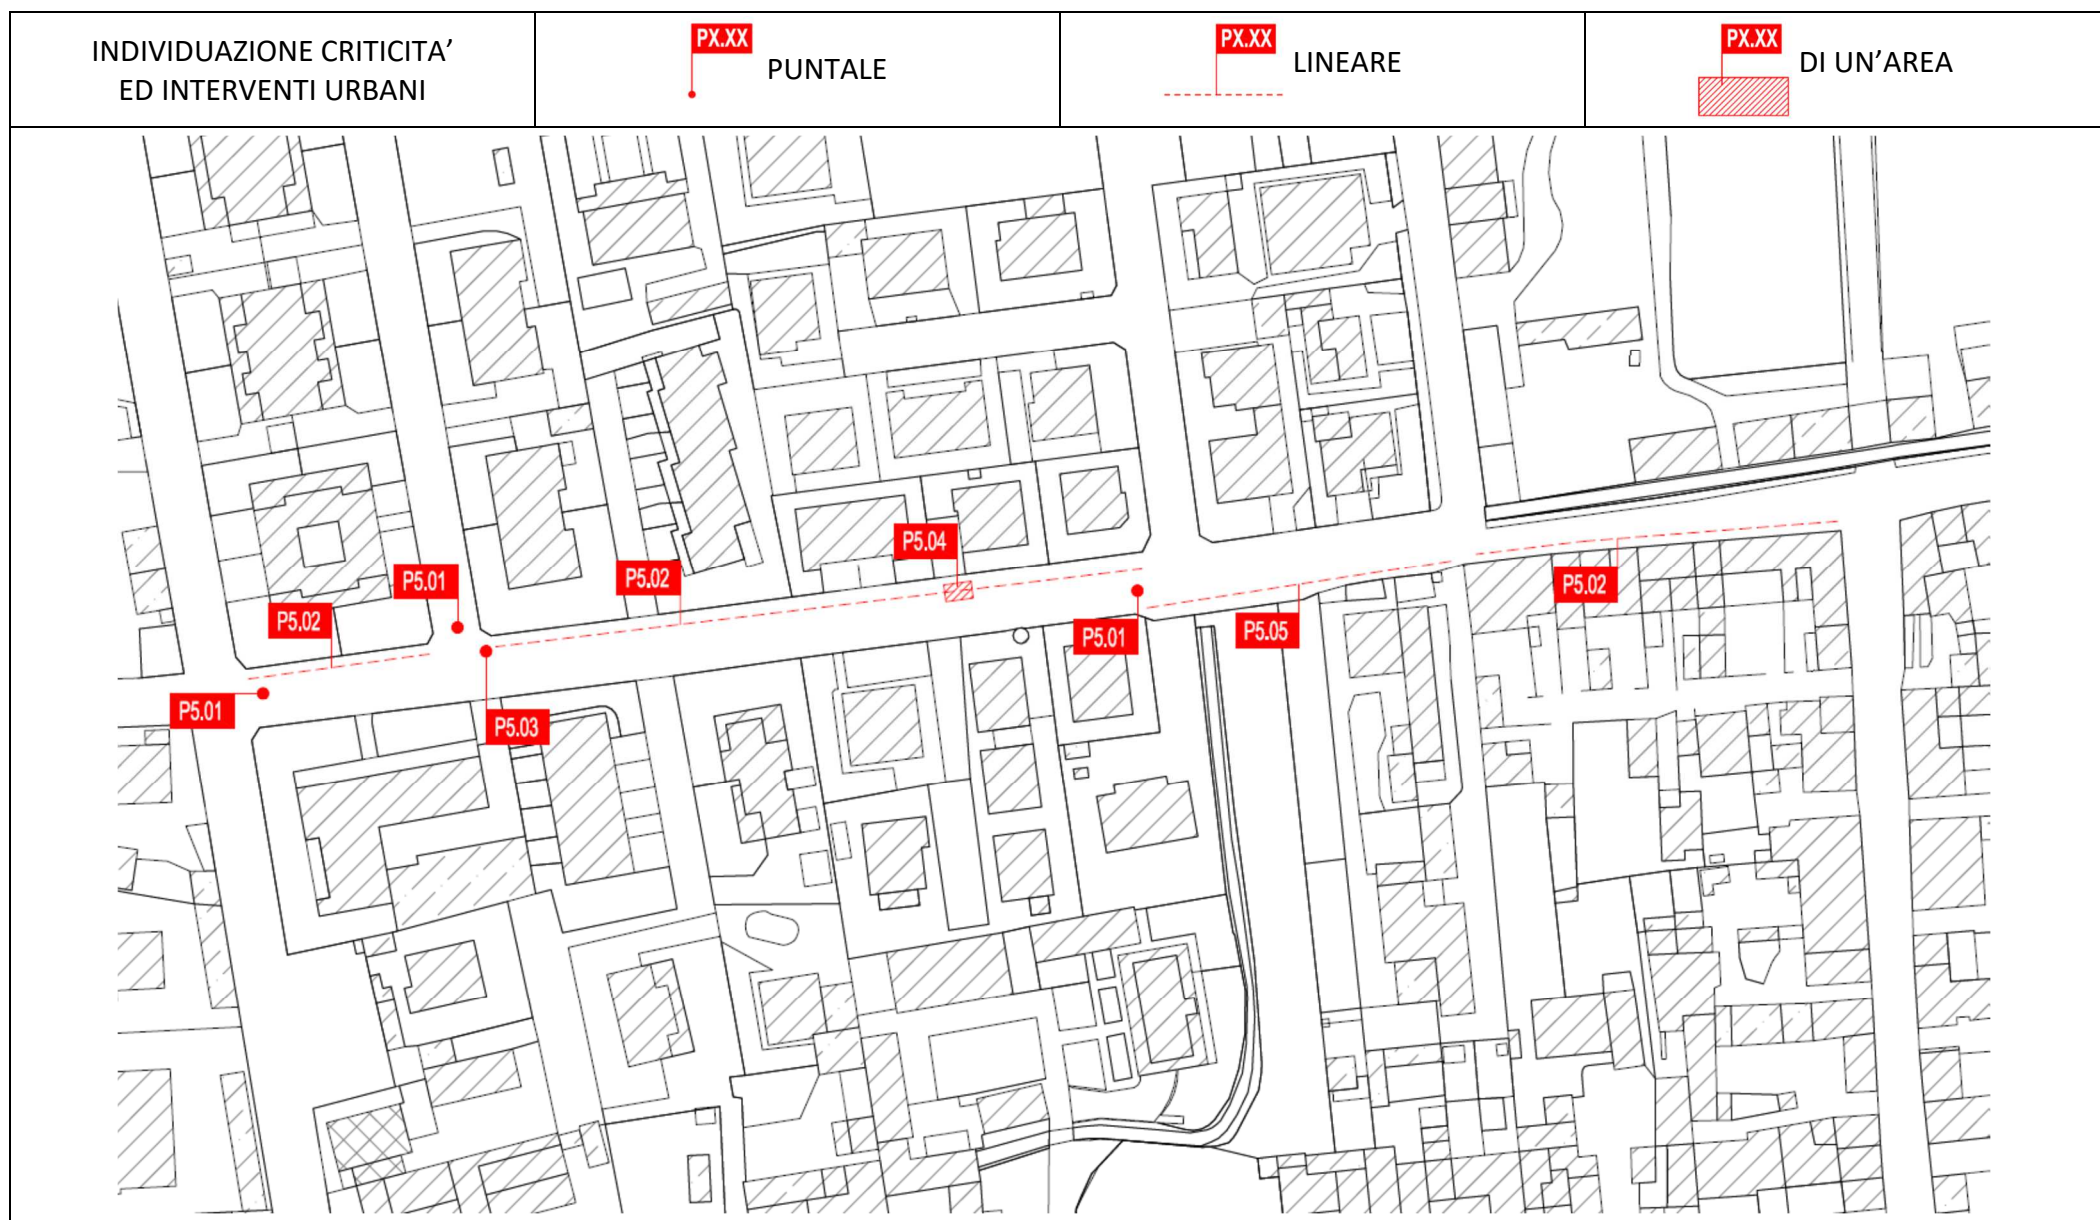 INDIVIDUAZIONE CRITICITA’
ED INTERVENTI URBANI
PX.XX
PUNTALE
PX.XX
LINEARE
PX.XX
DI UN’AREA
P5.04
P5.01
P5.02
P5.02
P5.02
P5.01
P5.05
P5.01
P5.03